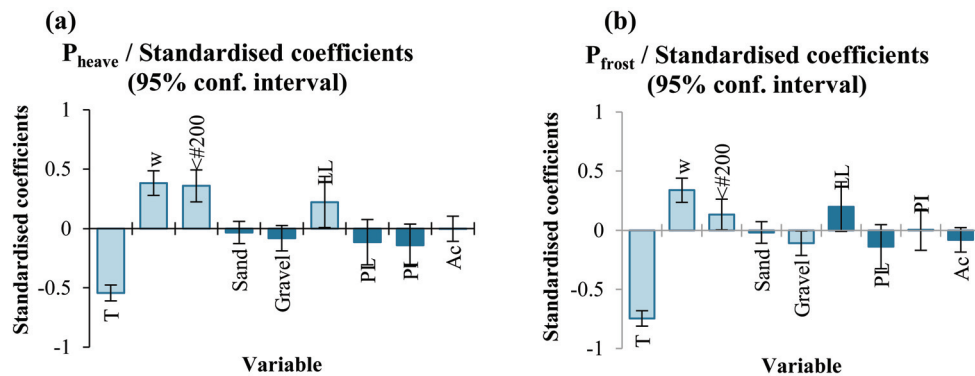 (a)
P_heave / Standardised coefficients
(95% conf. interval)
Standardised coefficients
1
0.5
0
-0.5
-1
T
w
<#200
Sand
Gravel
LL
PL
PI
Ac
Variable
(b)
P_frost / Standardised coefficients
(95% conf. interval)
Standardised coefficients
1
0.5
0
-0.5
-1
T
w
<#200
Sand
Gravel
LL
PL
PI
Ac
Variable